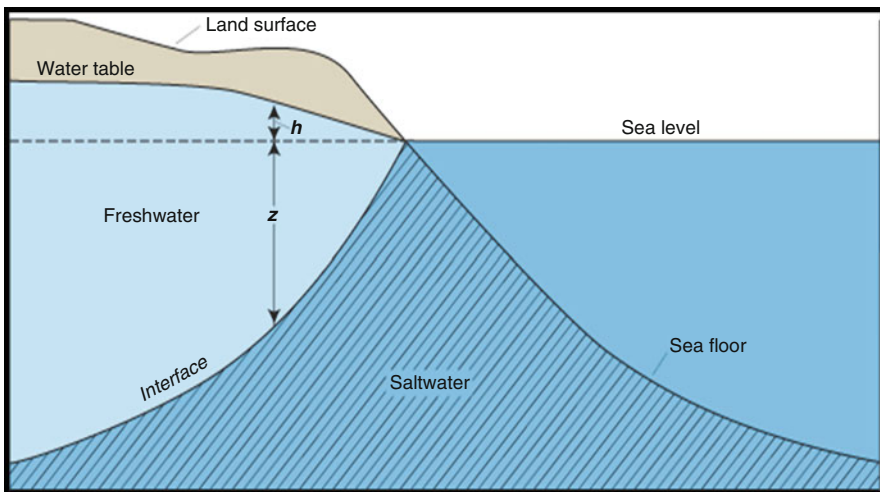 Land surface
Water table
h
Sea level
Freshwater
z
Sea floor
Interface
Saltwater